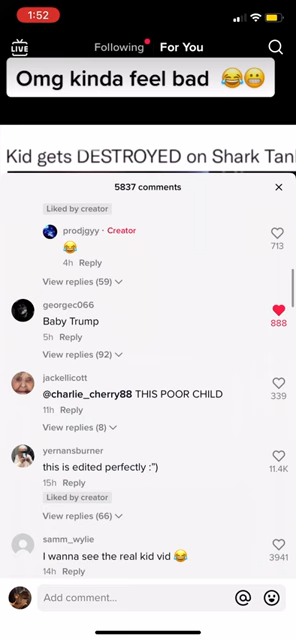 1:52
LIVE
Following For You
Omg kinda feel bad 😂😬
Kid gets DESTROYED on Shark Tan
5837 comments
Liked by creator
prodjgyy · Creator
😂
713
4h Reply
View replies (59)
georgec066
Baby Trump
888
5h Reply
View replies (92)
jackellicott
@charlie_cherry88 THIS POOR CHILD
339
11h Reply
View replies (8)
yernansburner
this is edited perfectly :")
11.4K
15h Reply
Liked by creator
View replies (66)
samm_wylie
I wanna see the real kid vid 😂
3941
14h Reply
Add comment...